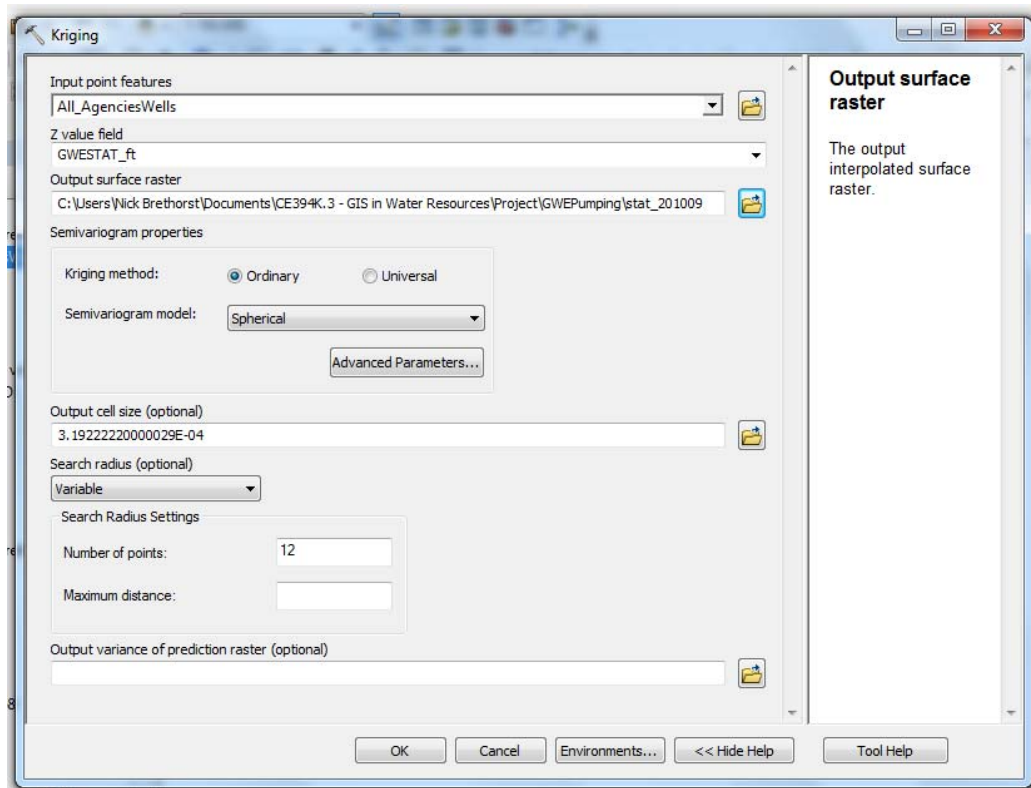 Kriging
Input point features
All_AgenciesWells
Z value field
GWESTAT_ft
Output surface raster
C:\Users\Nick Brethorst\Documents\CE394K.3 - GIS in Water Resources\Project\GWEPumping\stat_201009
Semivariogram properties
Kriging method:
Ordinary
Universal
Semivariogram model:
Spherical
Advanced Parameters...
Output cell size (optional)
3.19222220000029E-04
Search radius (optional)
Variable
Search Radius Settings
Number of points:
12
Maximum distance:
Output variance of prediction raster (optional)
OK
Cancel
Environments...
<< Hide Help
Tool Help
Output surface
raster
The output
interpolated surface
raster.